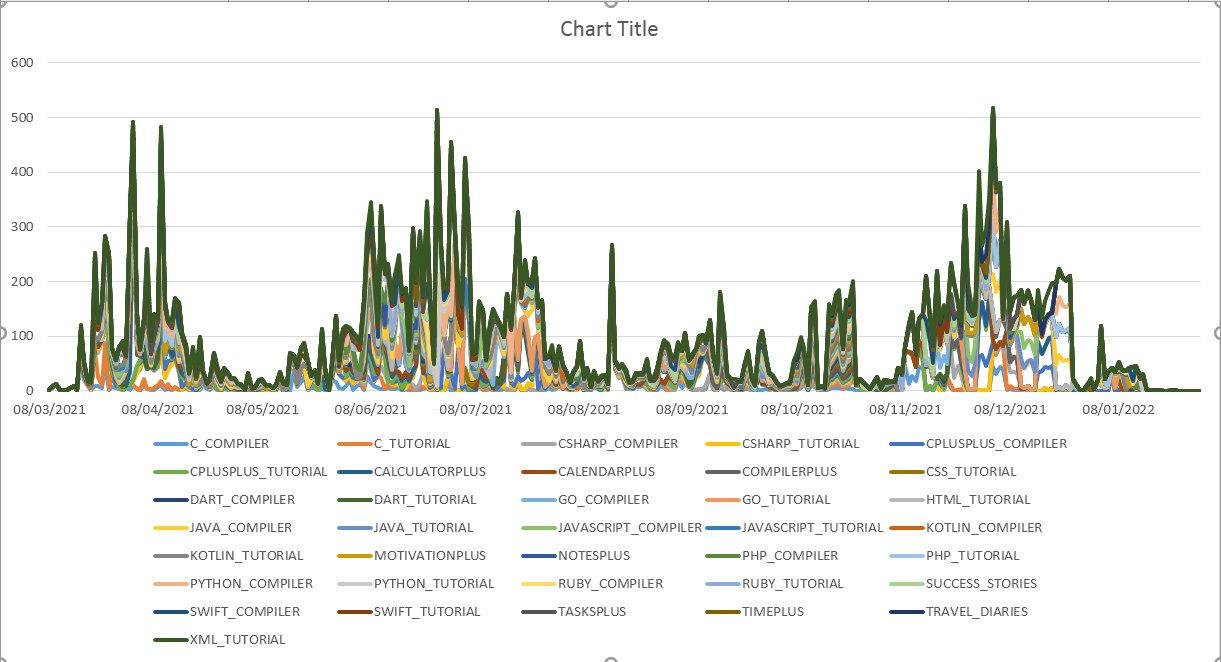 Chart Title
600
500
400
300
200
100
0
08/03/2021 08/04/2021 08/05/2021 08/06/2021 08/07/2021 08/08/2021 08/09/2021 08/10/2021 08/11/2021 08/12/2021 08/01/2022
C_COMPILER C_TUTORIAL CSHARP_COMPILER CSHARP_TUTORIAL CPLUSPLUS_COMPILER
CPLUSPLUS_TUTORIAL CALCULATORPLUS CALENDARPLUS COMPILERPLUS CSS_TUTORIAL
DART_COMPILER DART_TUTORIAL GO_COMPILER GO_TUTORIAL HTML_TUTORIAL
JAVA_COMPILER JAVA_TUTORIAL JAVASCRIPT_COMPILER JAVASCRIPT_TUTORIAL KOTLIN_COMPILER
KOTLIN_TUTORIAL MOTIVATIONPLUS NOTESPLUS PHP_COMPILER PHP_TUTORIAL
PYTHON_COMPILER PYTHON_TUTORIAL RUBY_COMPILER RUBY_TUTORIAL SUCCESS_STORIES
SWIFT_COMPILER SWIFT_TUTORIAL TASKSPLUS TIMEPLUS TRAVEL_DIARIES
XML_TUTORIAL